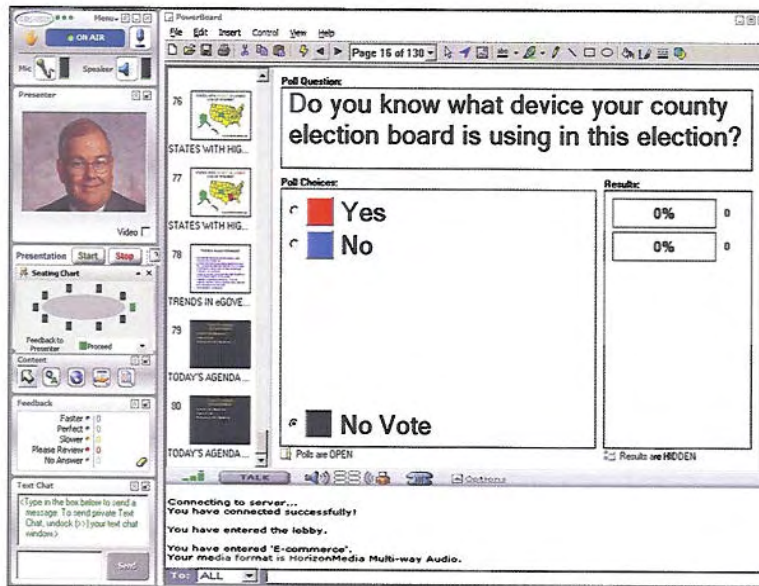 Menu
ON AIR
Mic
Speaker
Presenter
Video
Presentation Start Stop
Seating Chart
Feedback to
Presenter
Proceed
Content
Feedback
Faster 0
Perfect 0
Slower 0
Please Review 0
No Answer 0
Text Chat
<Type in the box below to send a
message. To send private Text
Chat, undock [>>] your text chat
window.>
Send
PowerBoard
File Edit Insert Control View Help
Page 16 of 130
abc
76
STATES WITH HIG...
77
STATES WITH HIG...
78
TRENDS IN eGOVE...
79
TODAY'S AGENDA
80
TODAY'S AGENDA
Poll Question:
Do you know what device your county
election board is using in this election?
Poll Choices:
Yes
No
No Vote
Results:
0% 0
0% 0
Polls are OPEN
Results are HIDDEN
TALK
Options
Connecting to server...
You have connected successfully!
You have entered the lobby.
You have entered 'E-commerce'.
Your media format is HorizonMedia Multi-way Audio.
To: ALL